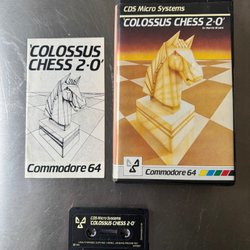 'COLOSSUS
CHESS 2·0'
Commodore 64
CDS Micro Systems
'COLOSSUS CHESS 2·0'
Commodore 64
CDS Micro Systems
'COLOSSUS CHESS 2·0'